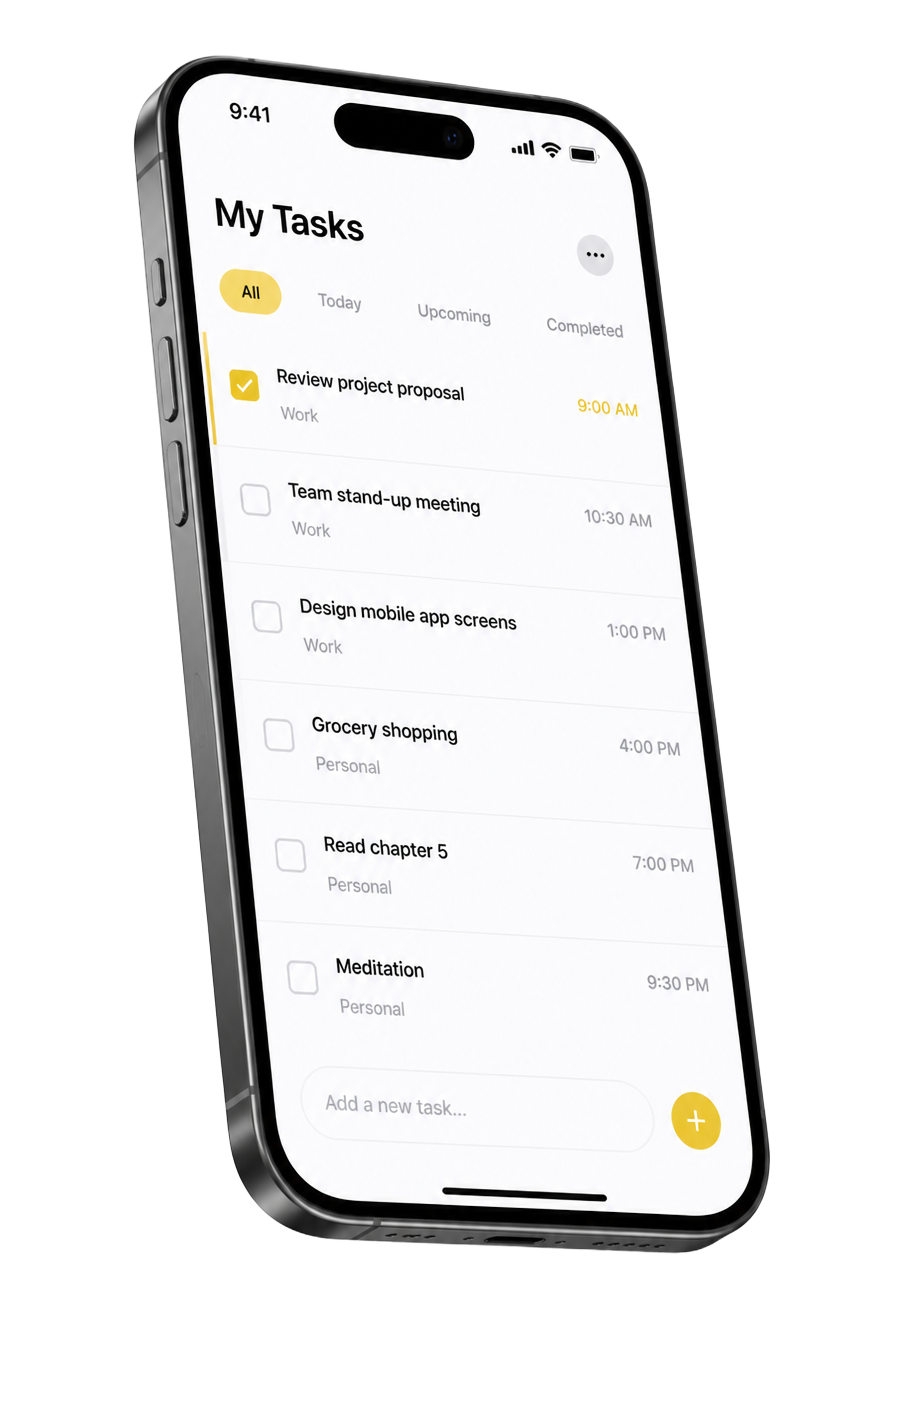 9:41
My Tasks
All Today Upcoming Completed
Review project proposal
9:00 AM
Work
Team stand-up meeting
10:30 AM
Work
Design mobile app screens
1:00 PM
Work
Grocery shopping
4:00 PM
Personal
Read chapter 5
7:00 PM
Personal
Meditation
9:30 PM
Personal
Add a new task...